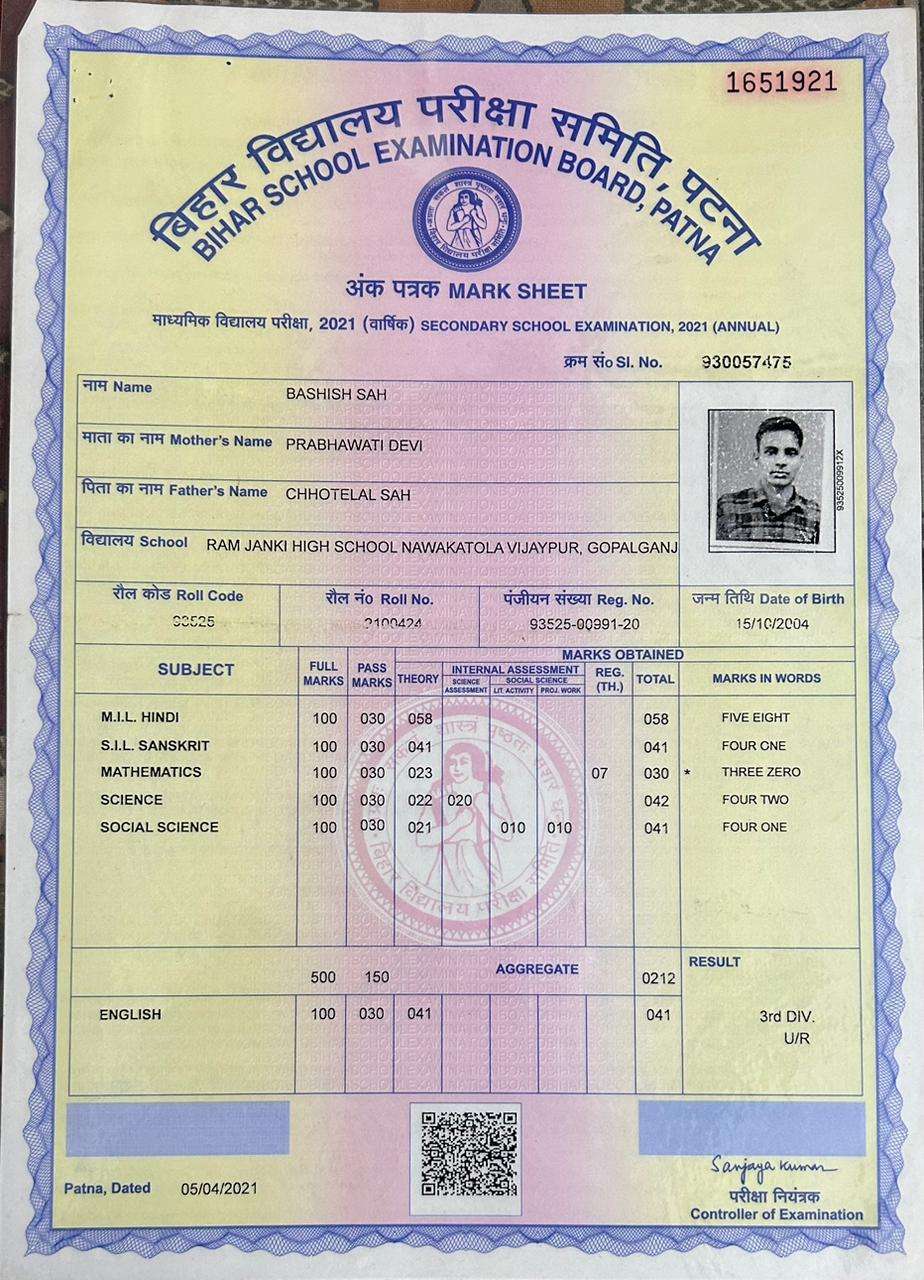 1651921
बिहार विद्यालय परीक्षा समिति, पटना
BIHAR SCHOOL EXAMINATION BOARD, PATNA
अंक पत्रक MARK SHEET
माध्यमिक विद्यालय परीक्षा, 2021 (वार्षिक) SECONDARY SCHOOL EXAMINATION, 2021 (ANNUAL)
क्रम सं० Sl. No. 930057475
नाम Name BASHISH SAH
माता का नाम Mother's Name PRABHAWATI DEVI
पिता का नाम Father's Name CHHOTELAL SAH
93525009912X
विद्यालय School RAM JANKI HIGH SCHOOL NAWAKATOLA VIJAYPUR, GOPALGANJ
रौल कोड Roll Code रौल नं० Roll No. पंजीयन संख्या Reg. No. जन्म तिथि Date of Birth
93525 2100424 93525-00991-20 15/10/2004
MARKS OBTAINED
SUBJECT FULL MARKS PASS MARKS THEORY INTERNAL ASSESSMENT REG. (TH.) TOTAL MARKS IN WORDS
SCIENCE ASSESSMENT SOCIAL SCIENCE
LIT. ACTIVITY PROJ. WORK
M.I.L. HINDI 100 030 058 058 FIVE EIGHT
S.I.L. SANSKRIT 100 030 041 041 FOUR ONE
MATHEMATICS 100 030 023 07 030 * THREE ZERO
SCIENCE 100 030 022 020 042 FOUR TWO
SOCIAL SCIENCE 100 030 021 010 010 041 FOUR ONE
बिहार विद्यालय परीक्षा समिति
500 150 AGGREGATE 0212 RESULT
ENGLISH 100 030 041 041 3rd DIV.
U/R
Patna, Dated 05/04/2021
Sanjaya Kumar
परीक्षा नियंत्रक
Controller of Examination